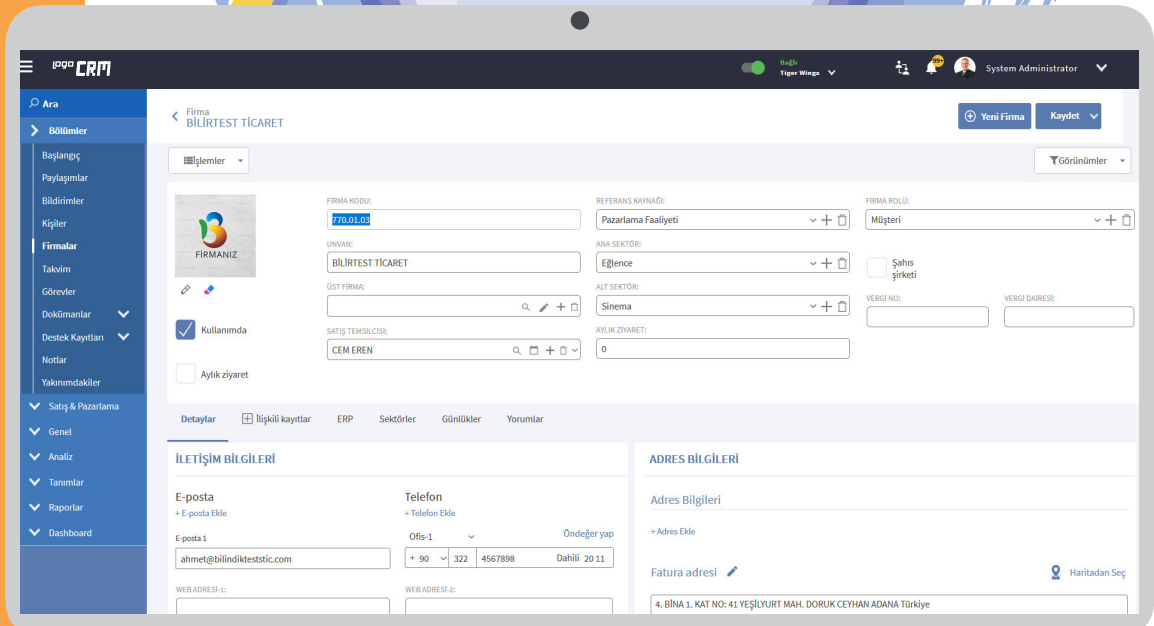 logo CRM
Bağlı
Tiger Wings
99+
System Administrator
Ara
Bölümler
Başlangıç
Paylaşımlar
Bildirimler
Kişiler
Firmalar
Takvim
Görevler
Dokümanlar
Destek Kayıtları
Notlar
Yakınımdakiler
Satış & Pazarlama
Genel
Analiz
Tanımlar
Raporlar
Dashboard
Firma
BİLİRTEST TİCARET
Yeni Firma
Kaydet
İşlemler
Görünümler
FİRMANIZ
Kullanımda
Aylık ziyaret
FİRMA KODU:
770.01.03
UNVAN:
BİLİRTEST TİCARET
ÜST FİRMA:
SATIŞ TEMSİLCİSİ:
CEM EREN
REFERANS KAYNAĞI:
Pazarlama Faaliyeti
ANA SEKTÖR:
Eğlence
ALT SEKTÖR:
Sinema
AYLIK ZİYARET:
0
FİRMA ROLÜ:
Müşteri
Şahıs
şirketi
VERGİ NO:
VERGİ DAİRESİ:
Detaylar İlişkili kayıtlar ERP Sektörler Günlükler Yorumlar
İLETİŞİM BİLGİLERİ
E-posta
+ E-posta Ekle
E-posta 1
ahmet@bilindikteststic.com
WEB ADRESİ-1:
Telefon
+ Telefon Ekle
Ofis-1
Öndeğer yap
+ 90 322 4567898 Dahili 20 11
WEB ADRESİ-2:
ADRES BİLGİLERİ
Adres Bilgileri
+ Adres Ekle
Fatura adresi
Haritadan Seç
4. BİNA 1. KAT NO: 41 YEŞİLYURT MAH. DORUK CEYHAN ADANA Türkiye